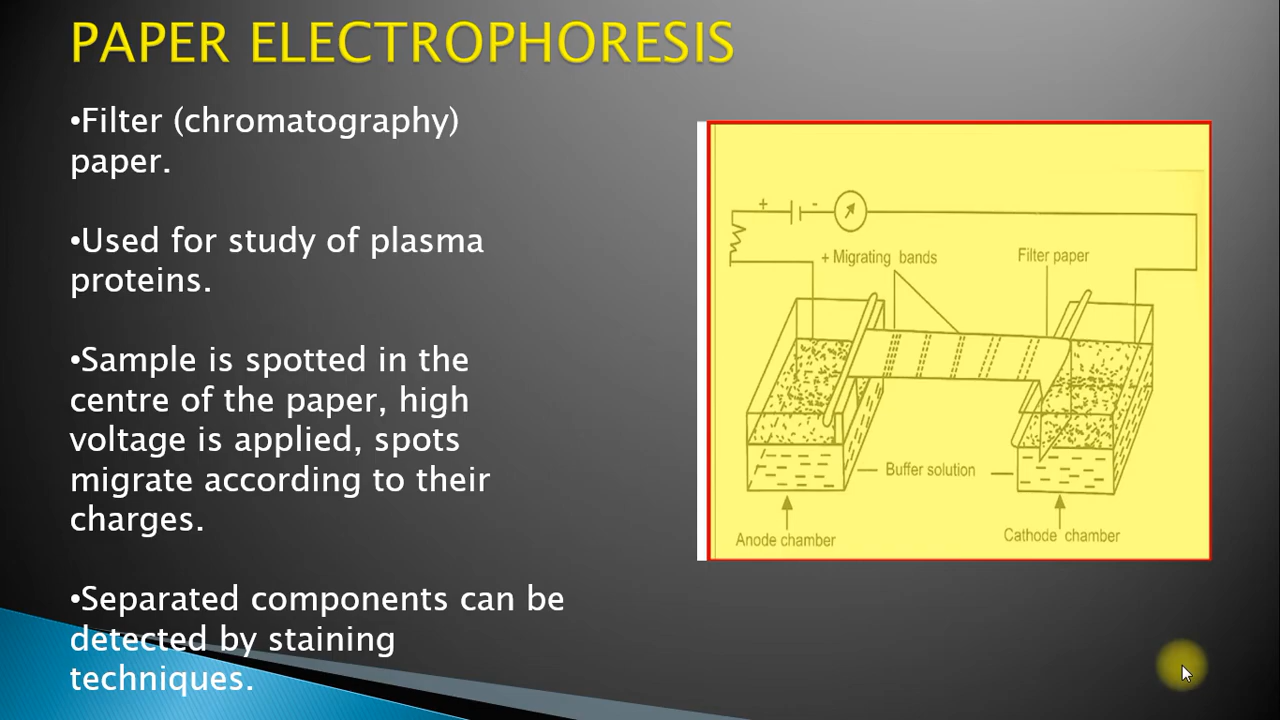 PAPER ELECTROPHORESIS
•Filter (chromatography)
paper.
•Used for study of plasma
proteins.
•Sample is spotted in the
centre of the paper, high
voltage is applied, spots
migrate according to their
charges.
•Separated components can be
detected by staining
techniques.
+ -
+ Migrating bands
Filter paper
Buffer solution
Anode chamber
Cathode chamber